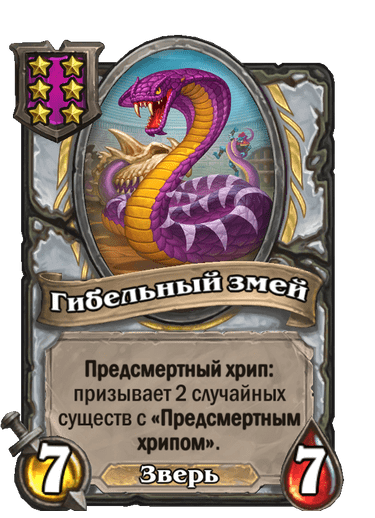 Гибельный змей
Предсмертный хрип:
призывает 2 случайных
существ с «Предсмертным
хрипом».
7
Зверь
7